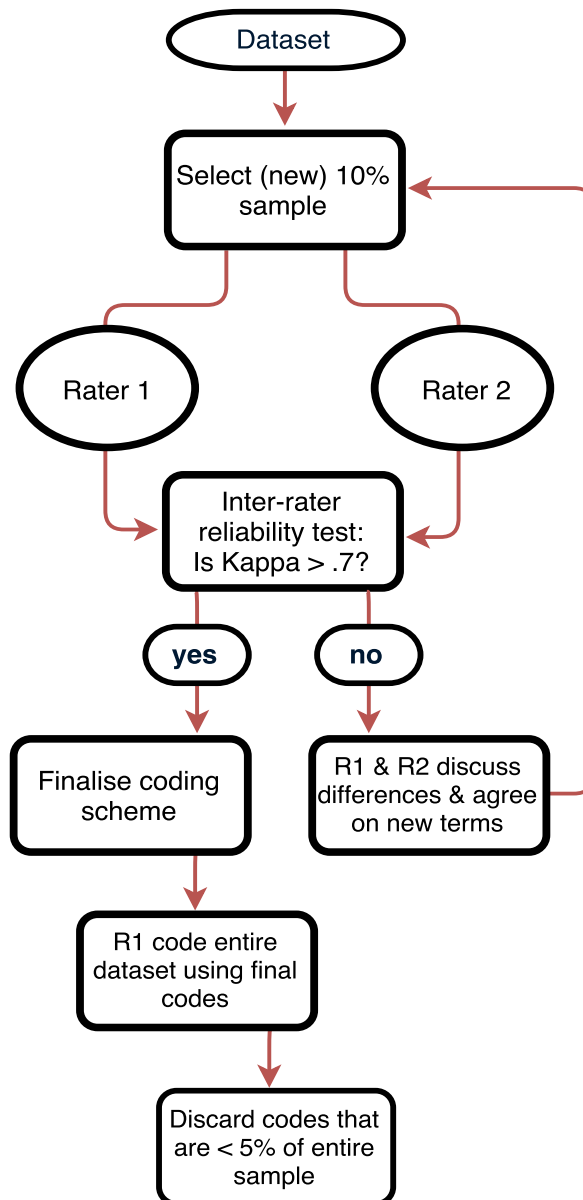 Dataset
Select (new) 10%
sample
Rater 1
Rater 2
Inter-rater
reliability test:
Is Kappa > .7?
yes
no
Finalise coding
scheme
R1 & R2 discuss
differences & agree
on new terms
R1 code entire
dataset using final
codes
Discard codes that
are < 5% of entire
sample